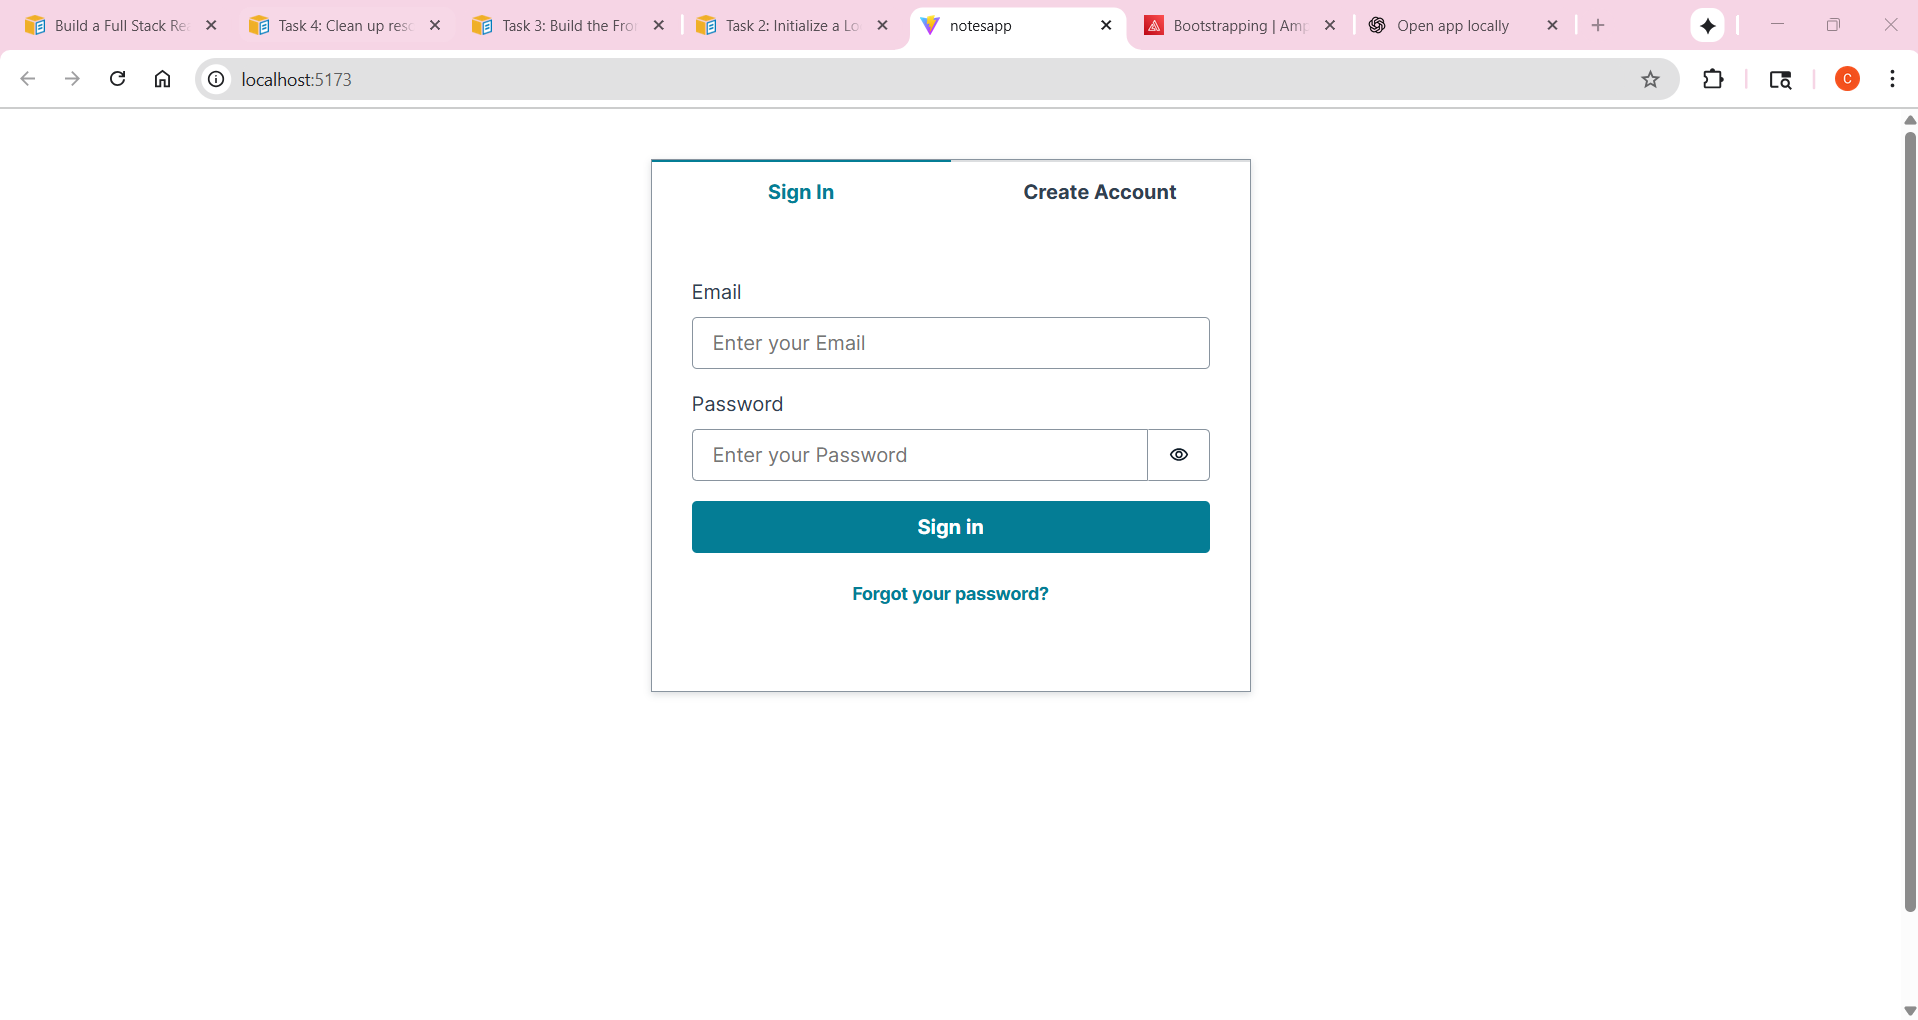 Build a Full Stack Rea
Task 4: Clean up reso
Task 3: Build the Fron
Task 2: Initialize a Lo
notesapp
Bootstrapping | Amp
Open app locally
localhost:5173
C
Sign In
Create Account
Email
Enter your Email
Password
Enter your Password
Sign in
Forgot your password?